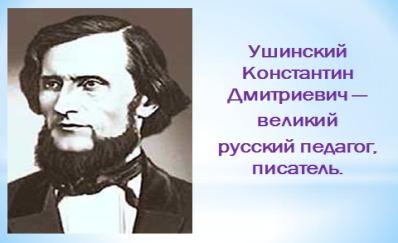 Ушинский
Константин
Дмитриевич —
великий
русский педагог,
писатель.